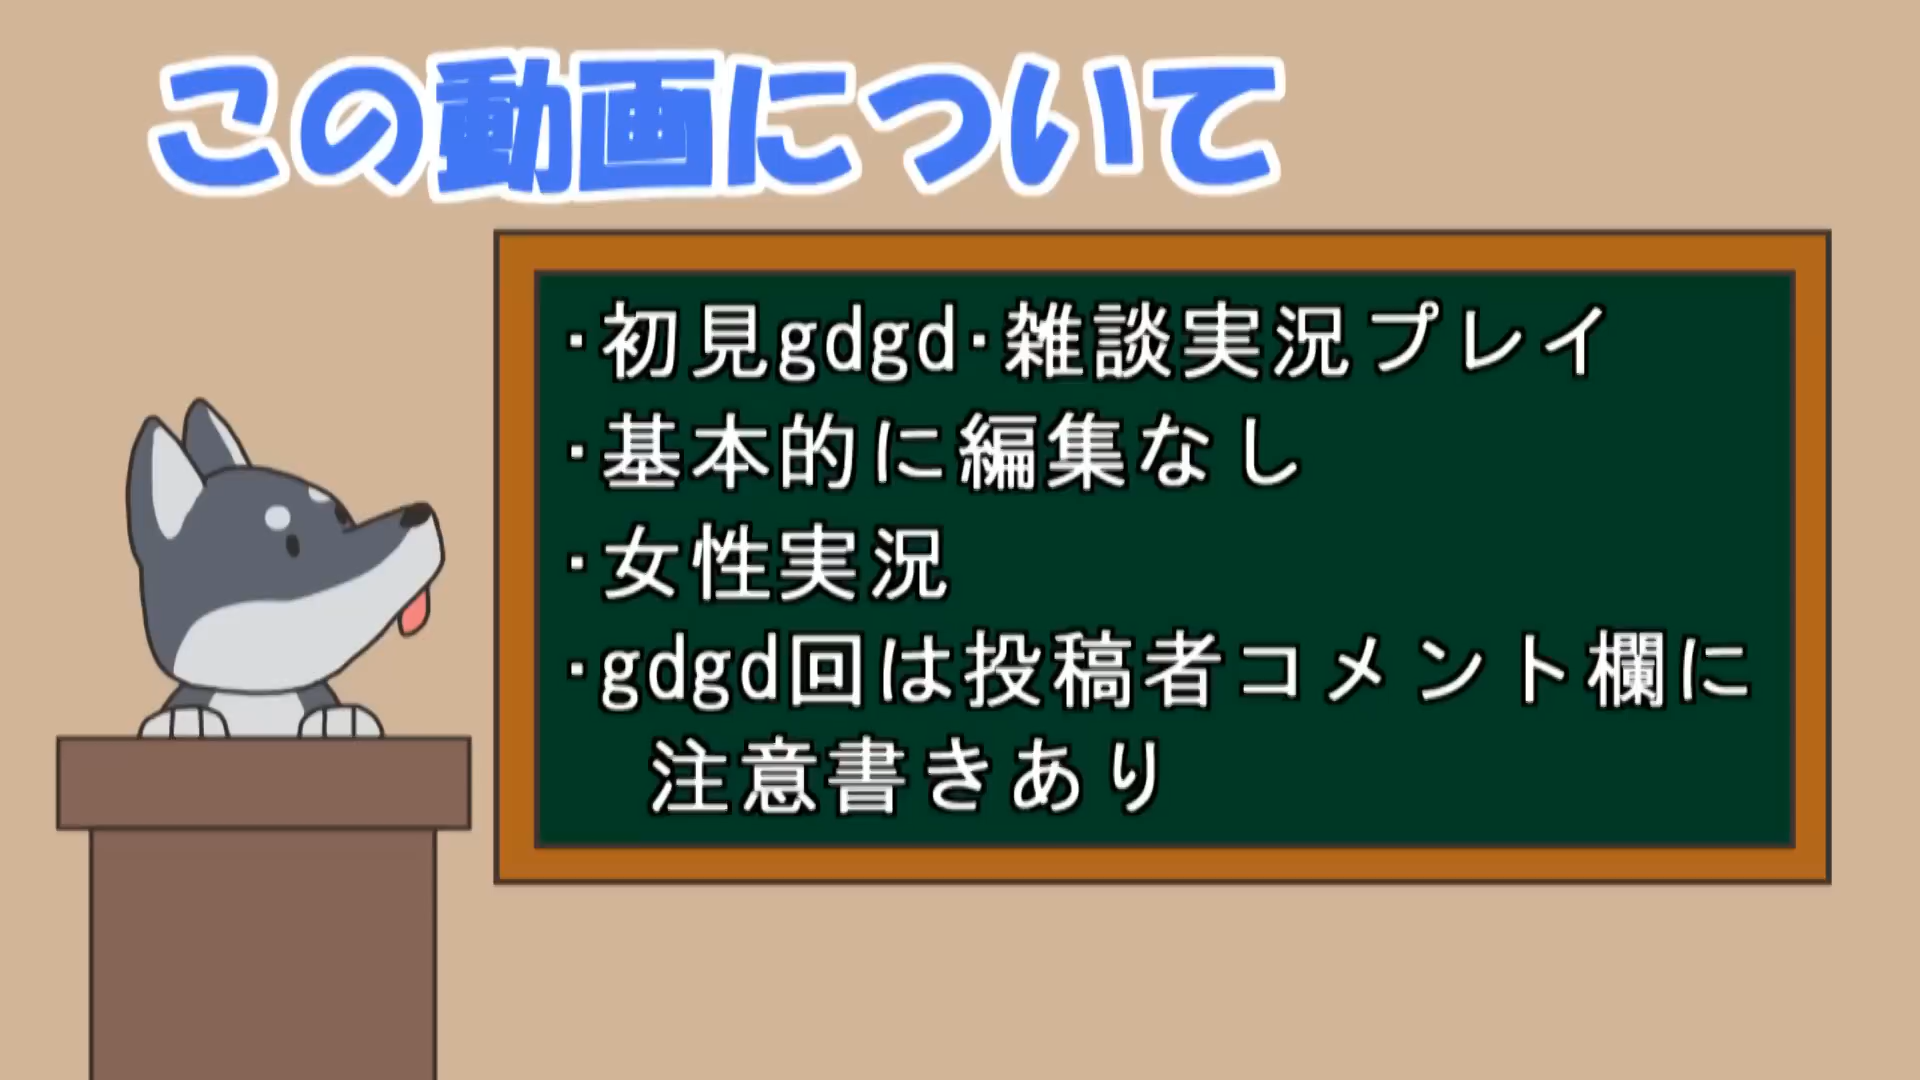 この動画について
・初見gdgd・雑談実況プレイ
・基本的に編集なし
・女性実況
・gdgd回は投稿者コメント欄に
注意書きあり